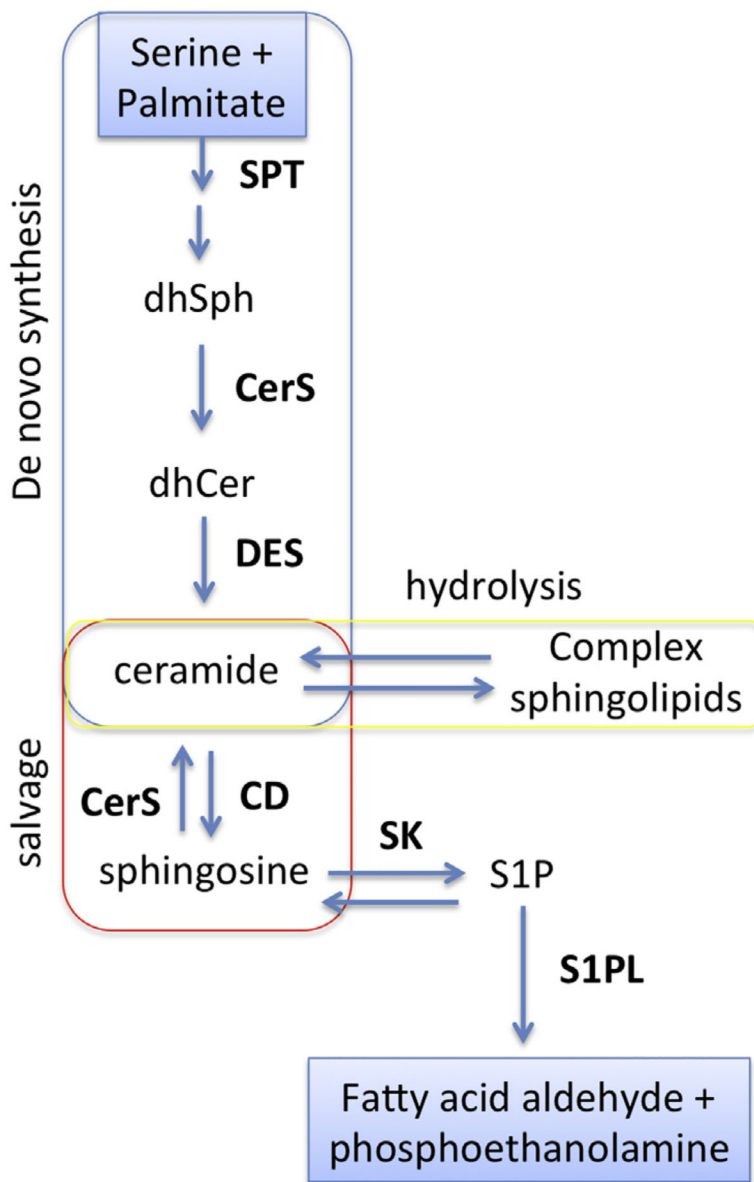 Serine +
Palmitate
SPT
De novo synthesis
dhSph
CerS
dhCer
DES
hydrolysis
ceramide
Complex
sphingolipids
salvage
CerS
CD
SK
sphingosine
S1P
S1PL
Fatty acid aldehyde +
phosphoethanolamine